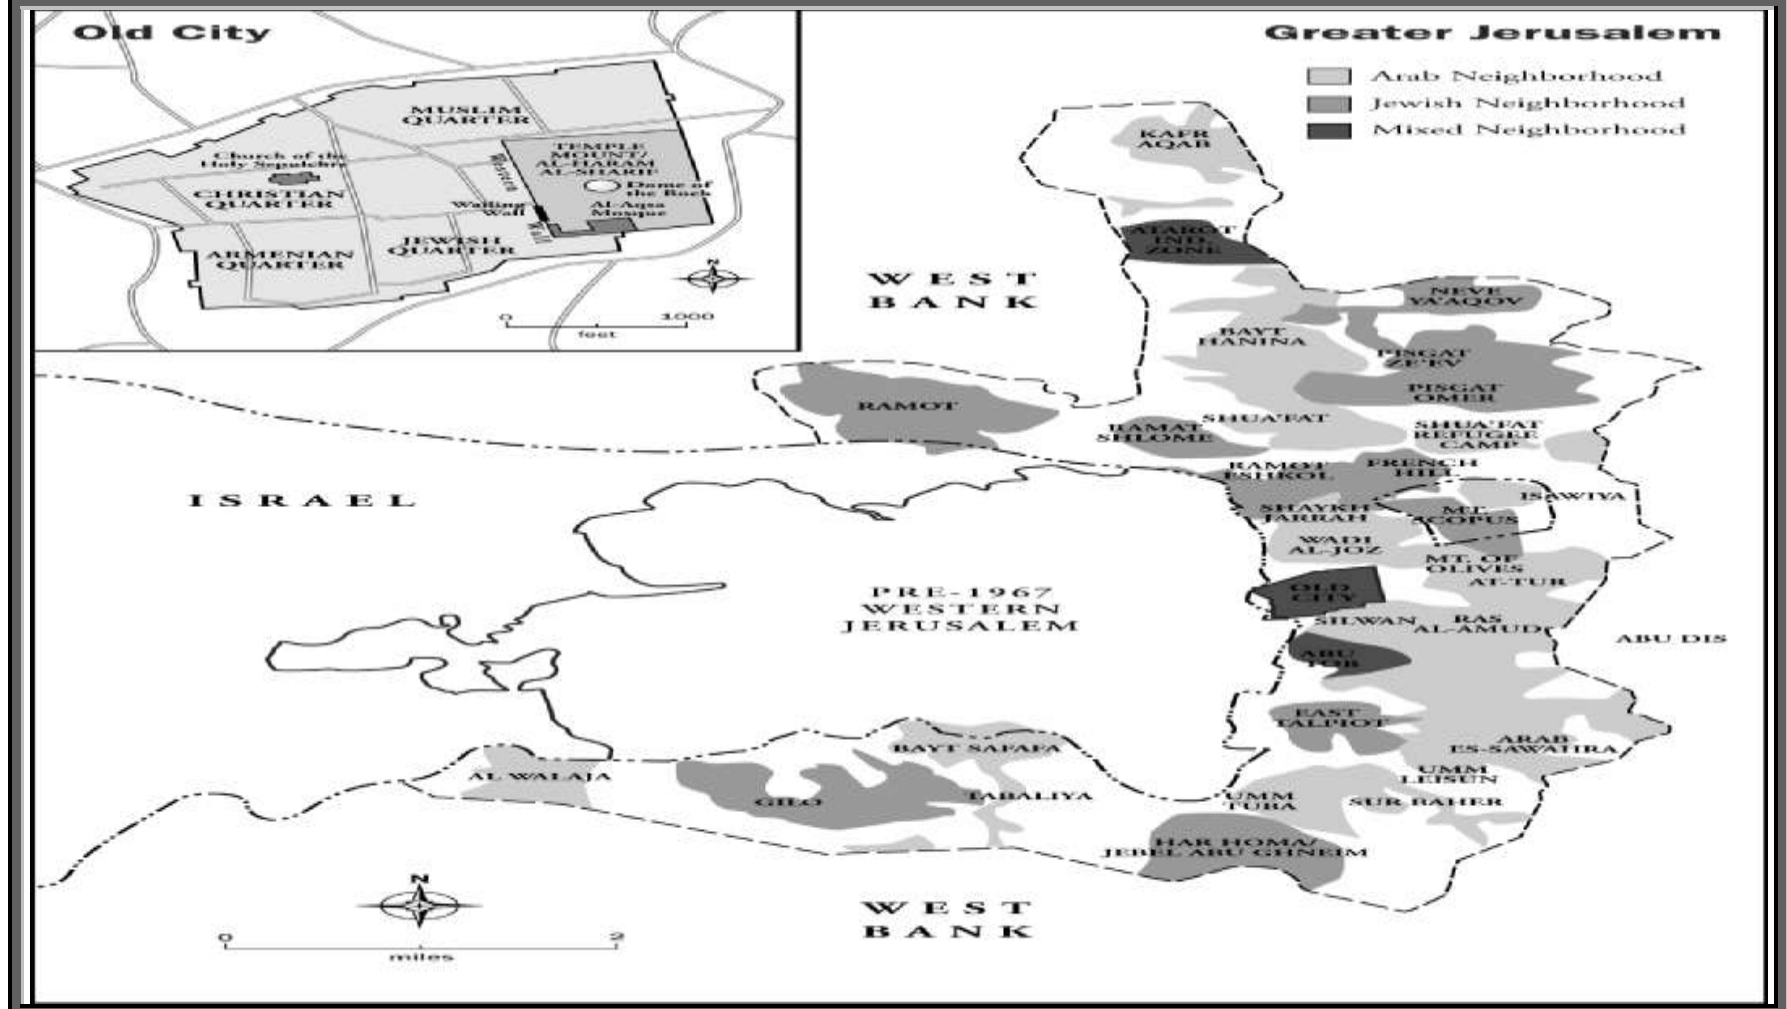 Old City
MUSLIM
QUARTER
Church of the
Holy Sepulchre
CHRISTIAN
QUARTER
TEMPLE
MOUNT/
AL-HARAM
AL-SHARIF
Dome of
the Rock
Al-Aqsa
Mosque
Western
Wall
Wailing
Wall
JEWISH
QUARTER
ARMENIAN
QUARTER
N
0
1000
feet
Greater Jerusalem
Arab Neighborhood
Jewish Neighborhood
Mixed Neighborhood
KAFR
AQAB
ATAROT
IND.
ZONE
WEST
BANK
NEVE
YA'AQOV
BAYT
HANINA
PISGAT
ZE'EV
PISGAT
OMER
RAMOT
SHUA'FAT
RAMAT
SHLOME
SHUA'FAT
REFUGEE
CAMP
RAMOT
ESHKOL
FRENCH
HILL
ISRAEL
ISAWIYA
SHAYKH
JARRAH
MT.
SCOPUS
WADI
AL-JOZ
MT. OF
OLIVES
AT-TUR
PRE-1967
WESTERN
JERUSALEM
OLD
CITY
SILWAN
RAS
AL-AMUD
ABU DIS
ABU
TOR
EAST
TALPIOT
ARAB
ES-SAWAHRA
BAYT SAFAFA
AL WALAJA
UMM
LEISUN
GILO
TABALIYA
UMM
TUBA
SUR BAHER
HAR HOMA/
JEBEL ABU GHNEIM
N
0
2
miles
WEST
BANK